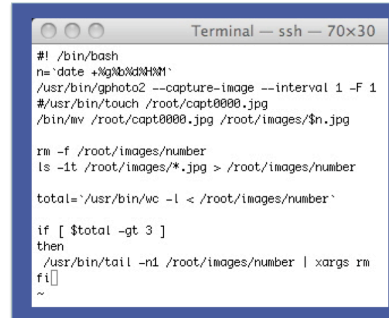 Terminal — ssh — 70×30
#! /bin/bash
n=`date +%g%b%d%H%M`
/usr/bin/gphoto2 --capture-image --interval 1 -F 1
#/usr/bin/touch /root/capt0000.jpg
/bin/mv /root/capt0000.jpg /root/images/$n.jpg
rm -f /root/images/number
ls -1t /root/images/*.jpg > /root/images/number
total=`/usr/bin/wc -l < /root/images/number`
if [ $total -gt 3 ]
then
/usr/bin/tail -n1 /root/images/number | xargs rm
fi
~